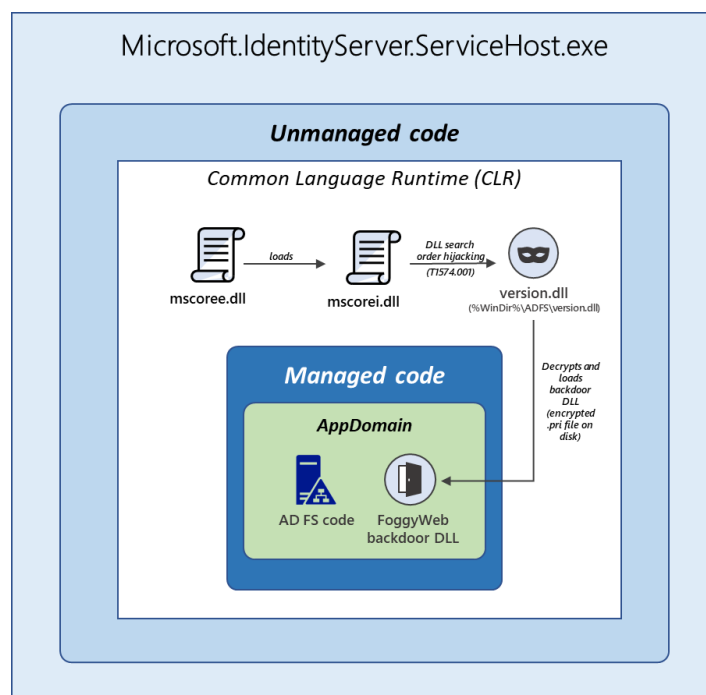 Microsoft.IdentityServer.ServiceHost.exe
Unmanaged code
Common Language Runtime (CLR)
loads
DLL search
order hijacking
(T1574.001)
mscoree.dll
mscorei.dll
version.dll
(%WinDir%\ADFS\version.dll)
Decrypts and
loads
backdoor
DLL
(encrypted
.pri file on
disk)
Managed code
AppDomain
AD FS code
FoggyWeb
backdoor DLL